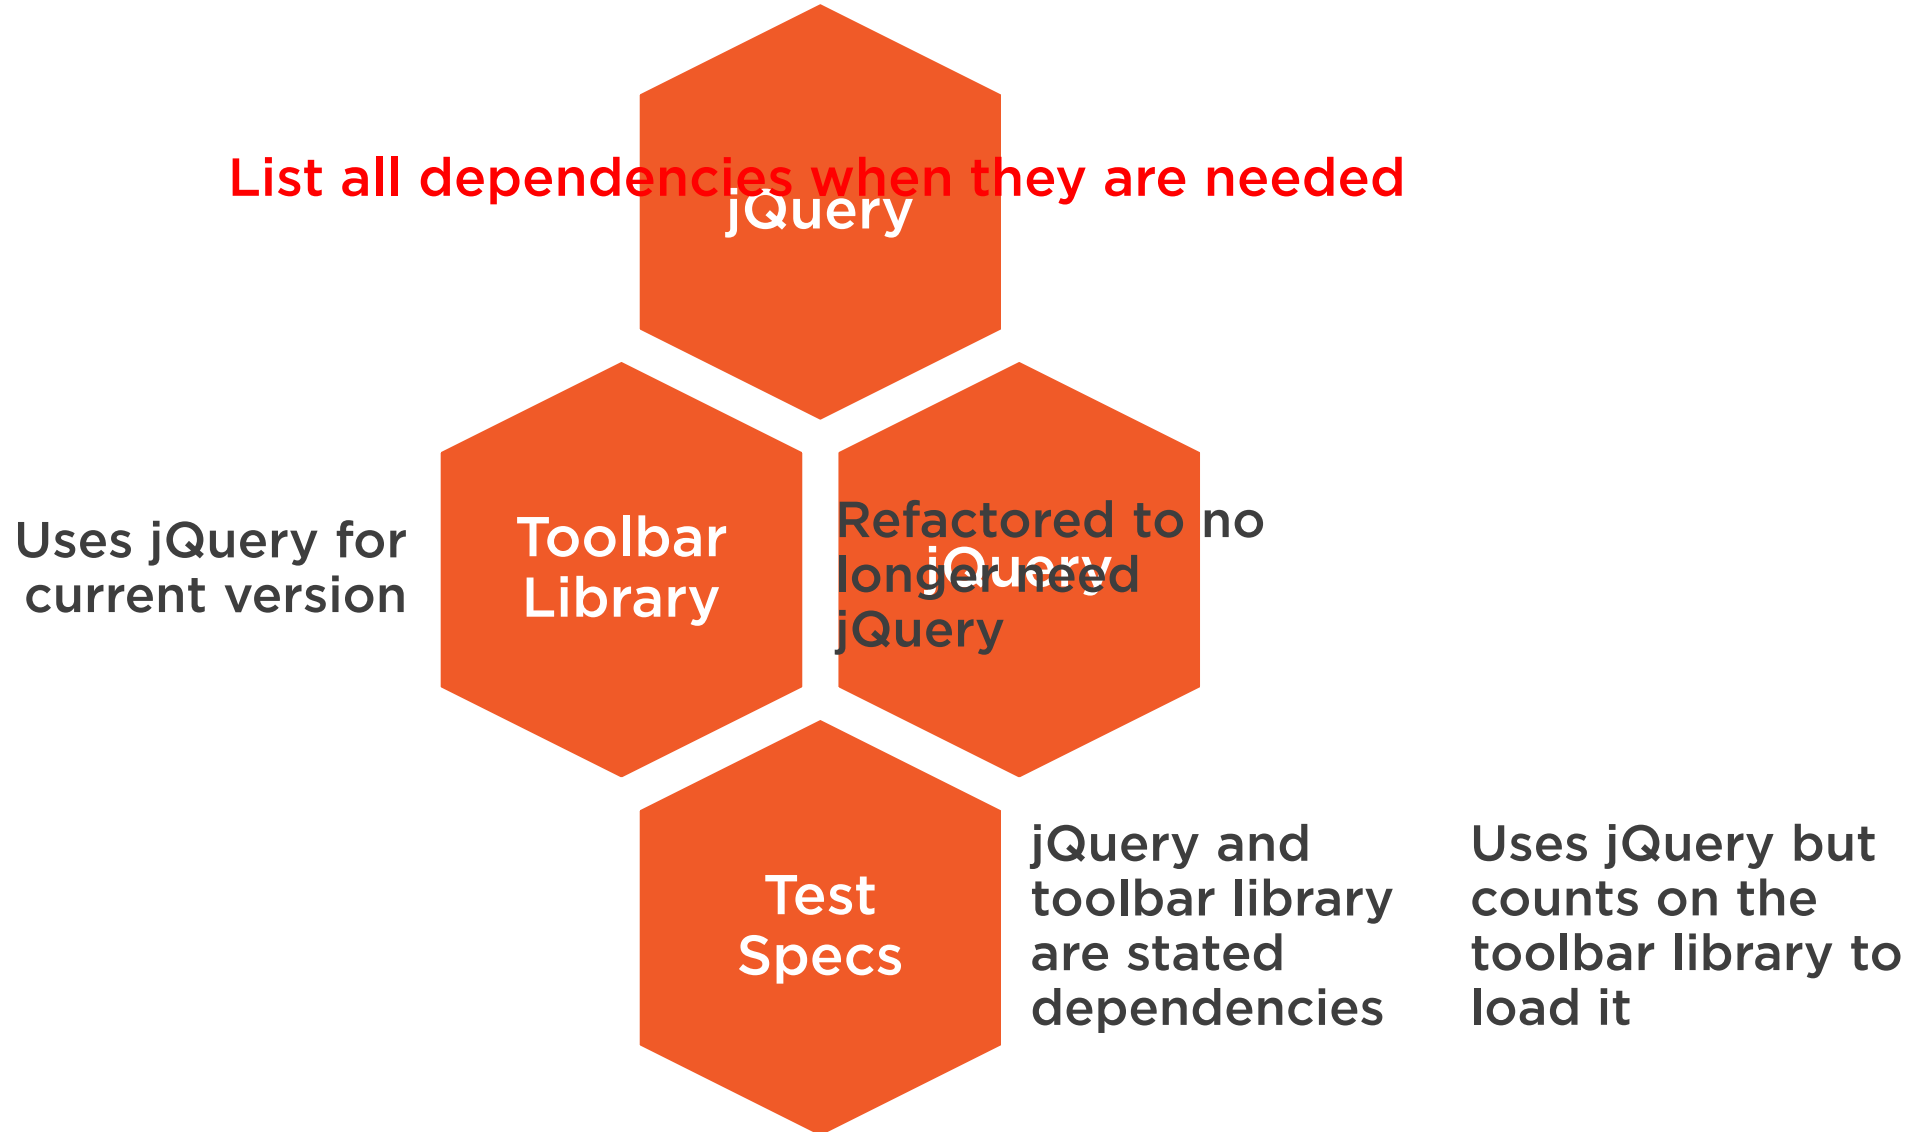 List all dependencies when they are needed
jQuery
Uses jQuery for
current version
Toolbar
Library
Refactored to no
longer need
jQuery
jQuery
Test
Specs
jQuery and
toolbar library
are stated
dependencies
Uses jQuery but
counts on the
toolbar library to
load it